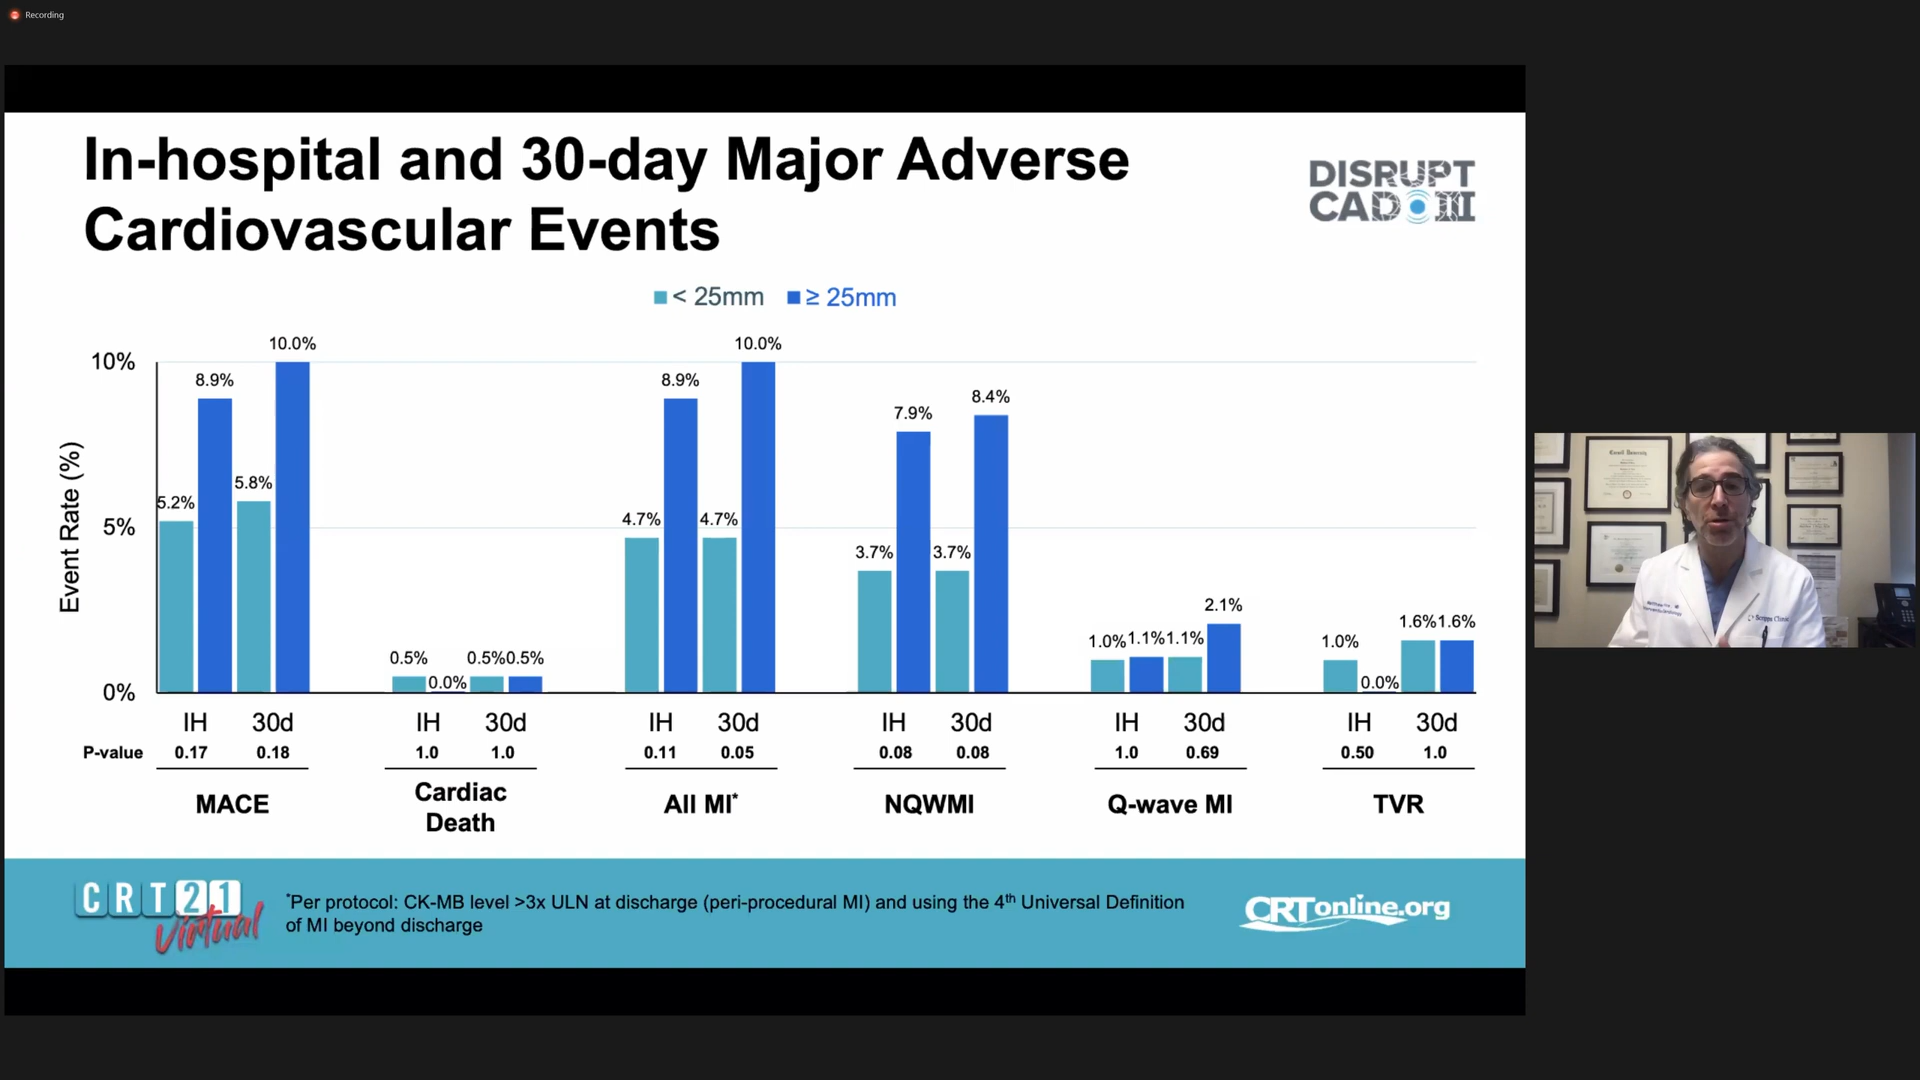 Recording
In-hospital and 30-day Major Adverse
Cardiovascular Events
DISRUPT
CAD III
< 25mm ≥ 25mm
Event Rate (%)
10%
5%
0%
5.2% 8.9% 5.8% 10.0%
0.5% 0.0% 0.5% 0.5%
4.7% 8.9% 4.7% 10.0%
3.7% 7.9% 3.7% 8.4%
1.0% 1.1% 1.1% 2.1%
1.0% 0.0% 1.6% 1.6%
IH 30d IH 30d IH 30d IH 30d IH 30d IH 30d
P-value 0.17 0.18 1.0 1.0 0.11 0.05 0.08 0.08 1.0 0.69 0.50 1.0
MACE
Cardiac
Death
All MI*
NQWMI
Q-wave MI
TVR
CRT21
Virtual
*Per protocol: CK-MB level >3x ULN at discharge (peri-procedural MI) and using the 4th Universal Definition
of MI beyond discharge
CRTonline.org
Cornell University
Scripps Clinic